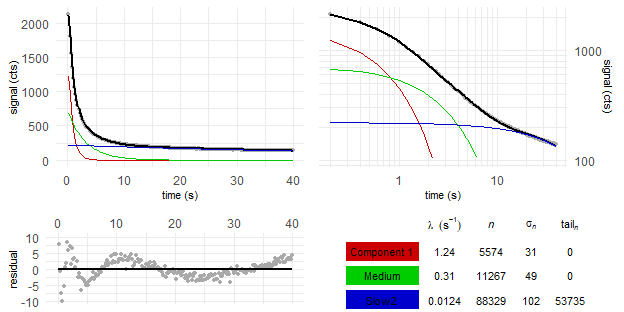 2000
1500
1000
500
0
signal (cts)
0 10 20 30 40
time (s)
1000
100
signal (cts)
1 10
time (s)
0 10 20 30 40
10
5
0
-5
-10
residual
λ (s⁻¹) n σₙ tailₙ
Component 1 1.24 5574 31 0
Medium 0.31 11267 49 0
0.0124 88329 102 53735